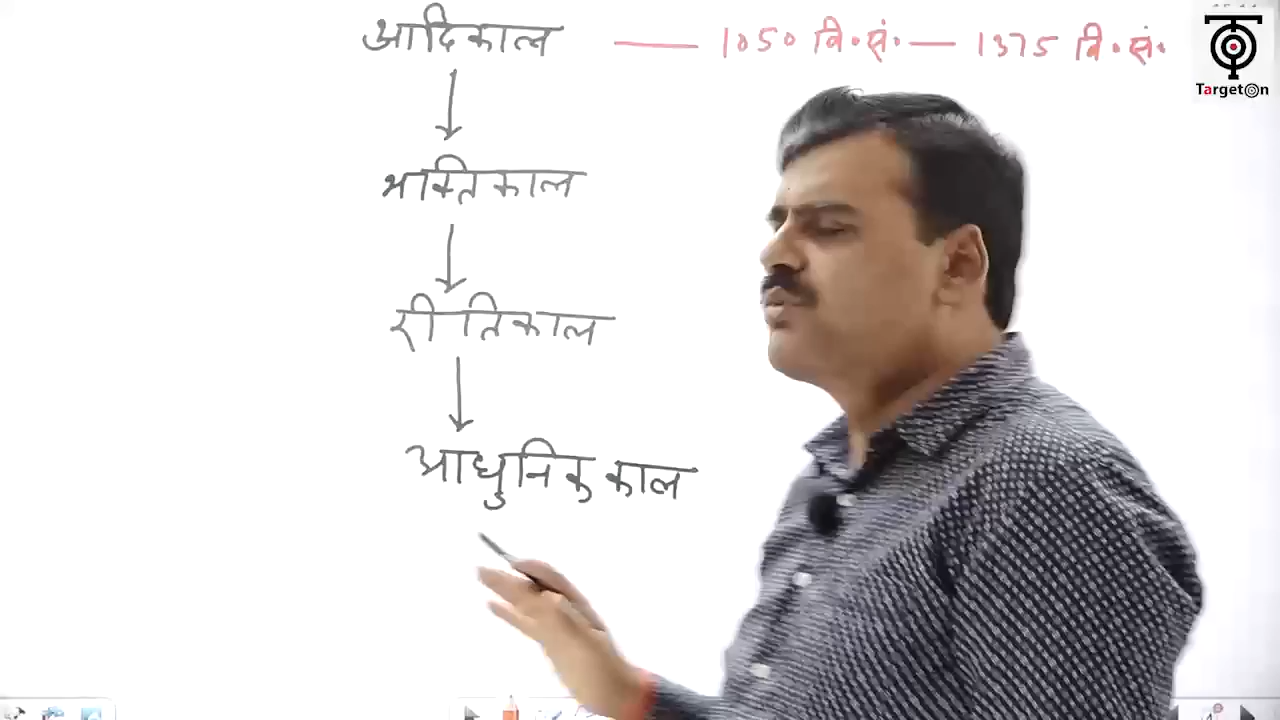 आदिकाल — 1050 वि॰सं॰ — 1375 वि॰सं॰
TargetOn
भक्तिकाल
रीतिकाल
आधुनिक काल